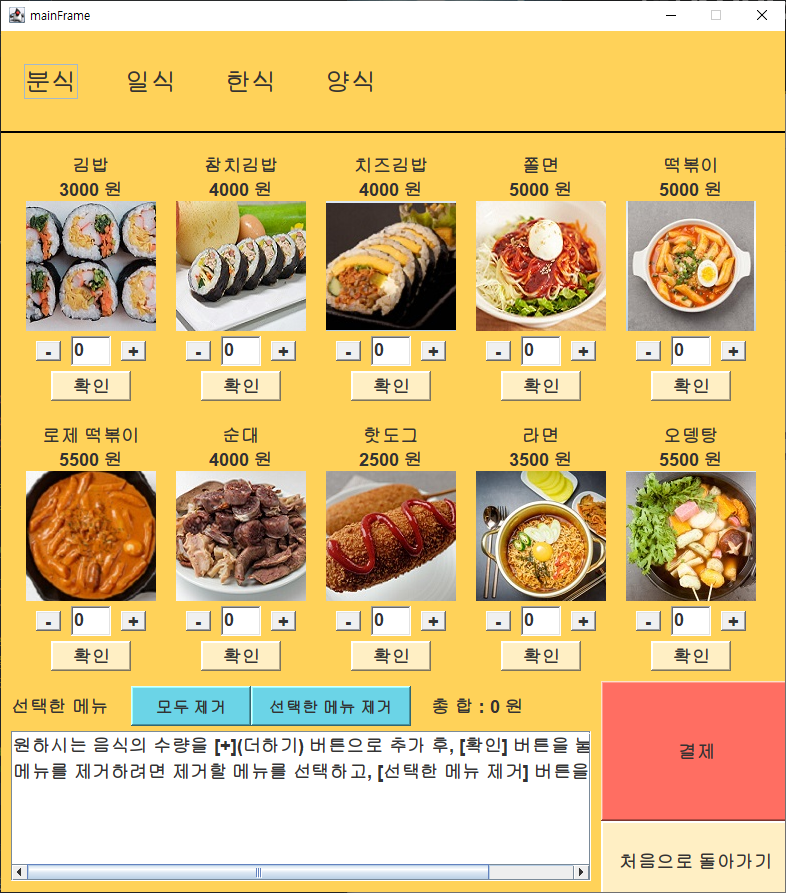 mainFrame
분식 일식 한식 양식
김밥 참치김밥 치즈김밥 쫄면 떡볶이
3000 원 4000 원 4000 원 5000 원 5000 원
- 0 + - 0 + - 0 + - 0 + - 0 +
확인 확인 확인 확인 확인
로제 떡볶이 순대 핫도그 라면 오뎅탕
5500 원 4000 원 2500 원 3500 원 5500 원
- 0 + - 0 + - 0 + - 0 + - 0 +
확인 확인 확인 확인 확인
선택한 메뉴 모두 제거 선택한 메뉴 제거 총 합 : 0 원
원하시는 음식의 수량을 [+](더하기) 버튼으로 추가 후, [확인] 버튼을
메뉴를 제거하려면 제거할 메뉴를 선택하고, [선택한 메뉴 제거] 버튼을
결제
처음으로 돌아가기